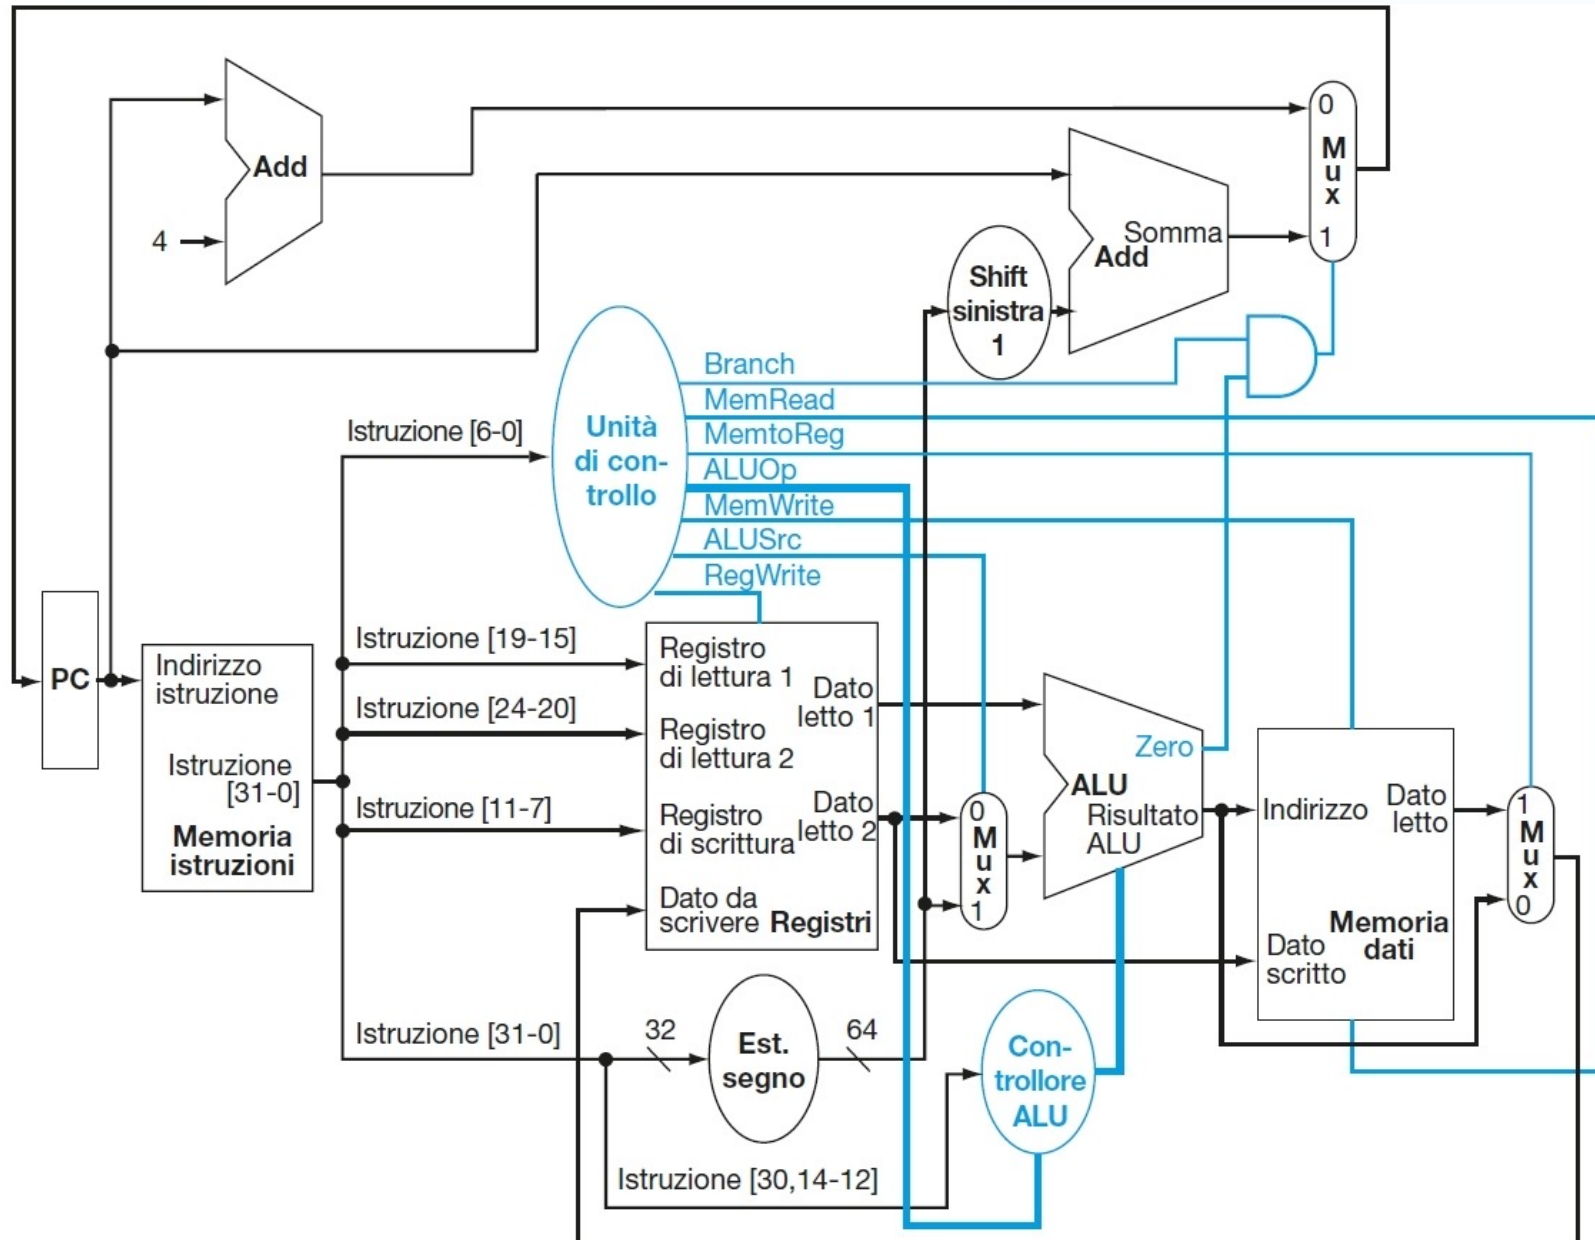 Add
4
0
M
u
x
1
Somma
Add
Shift
sinistra
1
Branch
MemRead
MemtoReg
ALUOp
MemWrite
ALUSrc
RegWrite
Unità
di con-
trollo
Istruzione [6-0]
Istruzione [19-15]
Istruzione [24-20]
Istruzione [11-7]
Istruzione [31-0]
PC
Indirizzo
istruzione
Istruzione
[31-0]
Memoria
istruzioni
Registro
di lettura 1
Registro
di lettura 2
Registro
di scrittura
Dato da
scrivere
Registri
Dato
letto 1
Dato
letto 2
0
M
u
x
1
Zero
ALU
Risultato
ALU
Indirizzo
Dato
letto
Memoria
dati
Dato
scritto
1
M
u
x
0
32
Est.
segno
64
Con-
trollore
ALU
Istruzione [30,14-12]